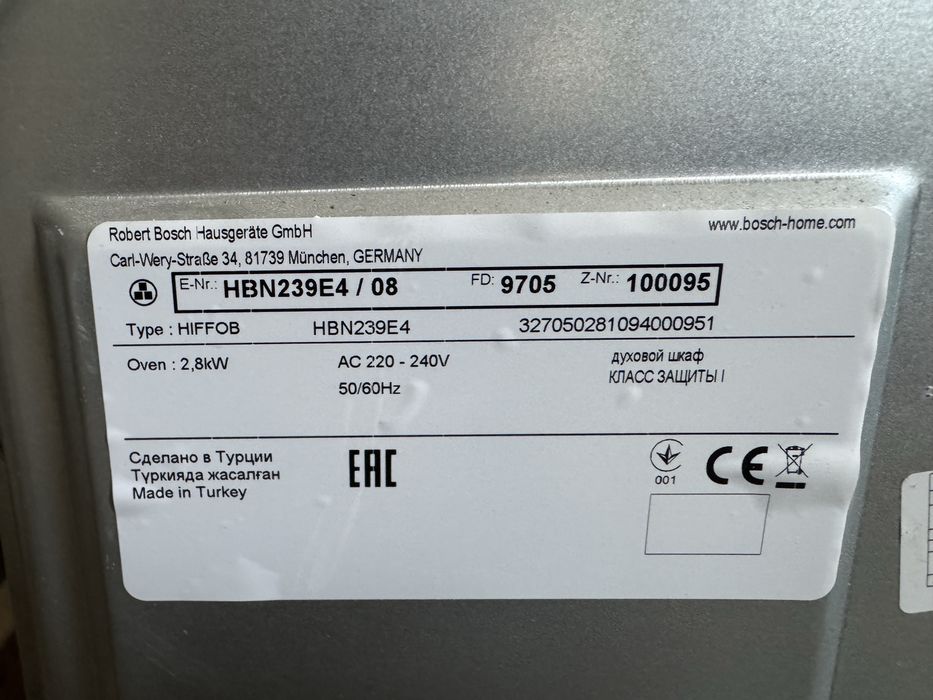 Robert Bosch Hausgeräte GmbH
www.bosch-home.com
Carl-Wery-Straße 34, 81739 München, GERMANY
E-Nr.: HBN239E4 / 08 FD: 9705 Z-Nr.: 100095
Type : HIFFOB HBN239E4 327050281094000951
Oven : 2,8kW AC 220 - 240V духовой шкаф
50/60Hz КЛАСС ЗАЩИТЫ I
Сделано в Турции
Туркияда жасалған
Made in Turkey
EAC
001
CE